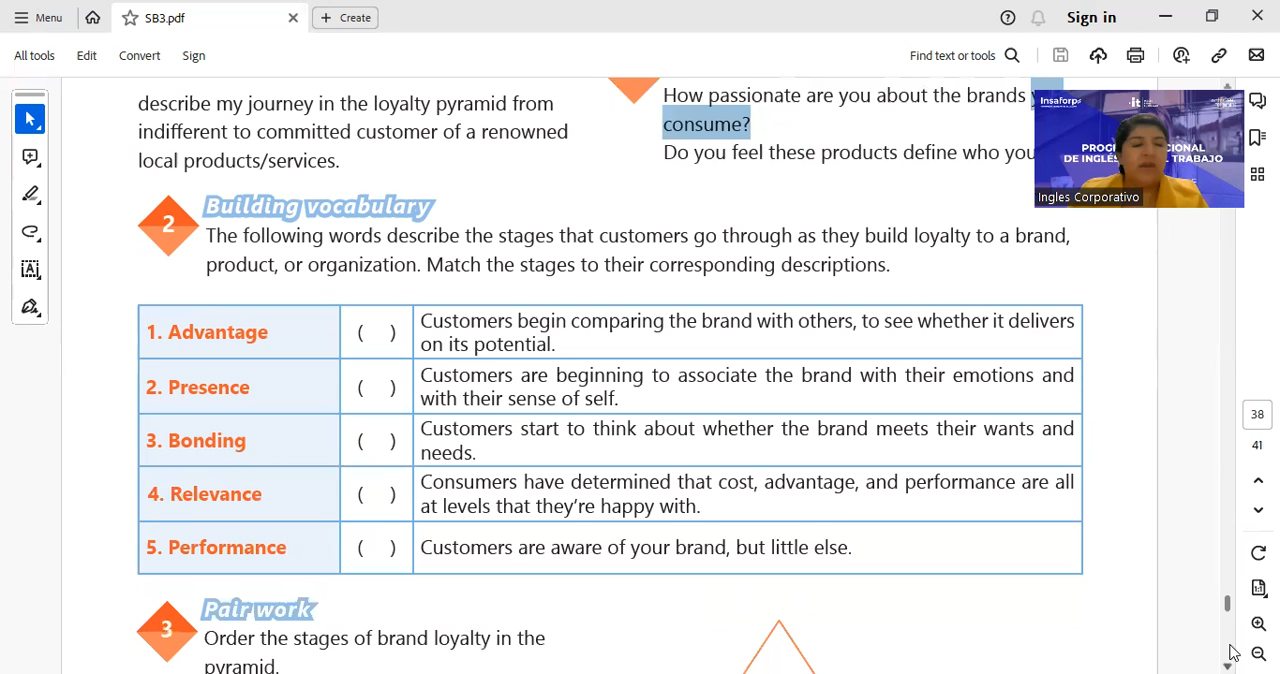 Menu
SB3.pdf
Create
Sign in
All tools
Edit
Convert
Sign
Find text or tools
describe my journey in the loyalty pyramid from
indifferent to committed customer of a renowned
local products/services.
How passionate are you about the brands
consume?
Do you feel these products define who you
Insaforp
Ingles Corporativo
2
Building vocabulary
The following words describe the stages that customers go through as they build loyalty to a brand,
product, or organization. Match the stages to their corresponding descriptions.
1. Advantage ( ) Customers begin comparing the brand with others, to see whether it delivers
on its potential.
2. Presence ( ) Customers are beginning to associate the brand with their emotions and
with their sense of self.
3. Bonding ( ) Customers start to think about whether the brand meets their wants and
needs.
4. Relevance ( ) Consumers have determined that cost, advantage, and performance are all
at levels that they're happy with.
5. Performance ( ) Customers are aware of your brand, but little else.
3
Pair work
Order the stages of brand loyalty in the
pyramid.
38
41